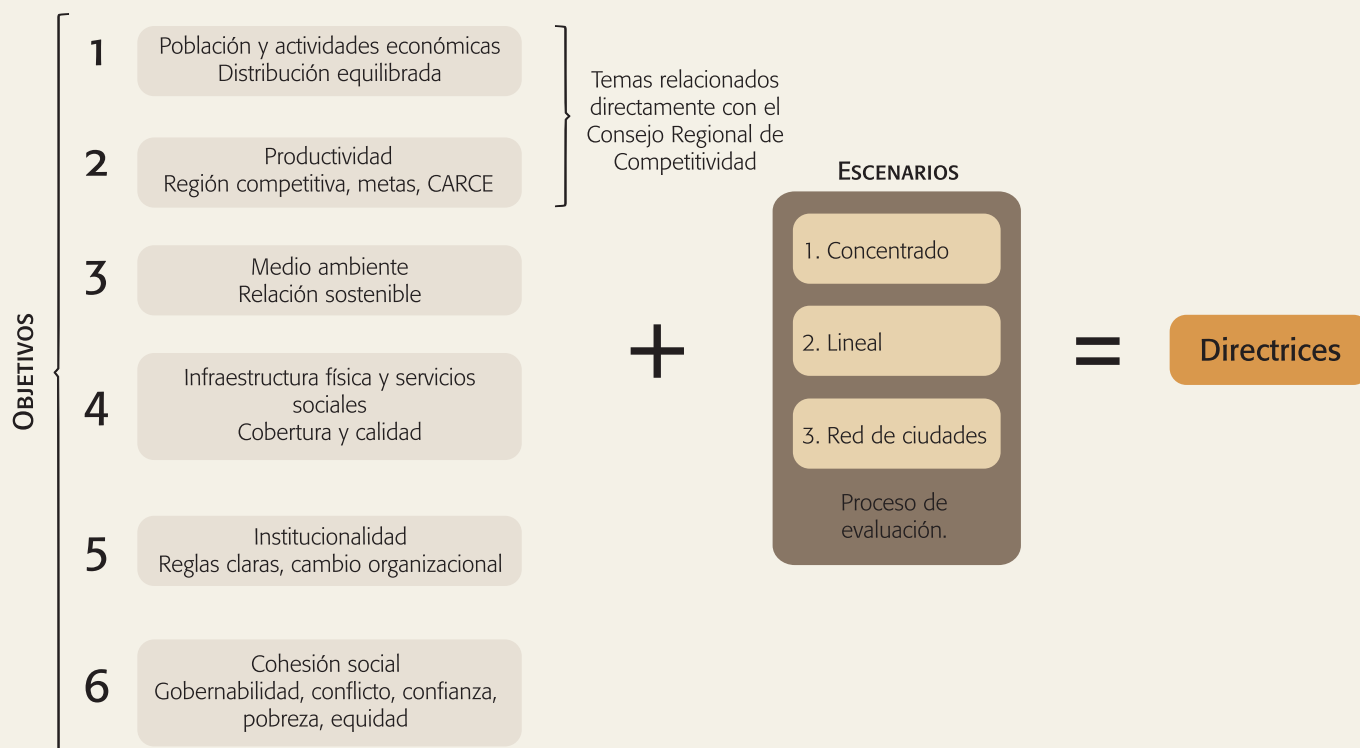 OBJETIVOS
1
Población y actividades económicas
Distribución equilibrada
2
Productividad
Región competitiva, metas, CARCE
3
Medio ambiente
Relación sostenible
4
Infraestructura física y servicios
sociales
Cobertura y calidad
5
Institucionalidad
Reglas claras, cambio organizacional
6
Cohesión social
Gobernabilidad, conflicto, confianza,
pobreza, equidad
Temas relacionados
directamente con el
Consejo Regional de
Competitividad
+
ESCENARIOS
1. Concentrado
2. Lineal
3. Red de ciudades
Proceso de
evaluación.
=
Directrices